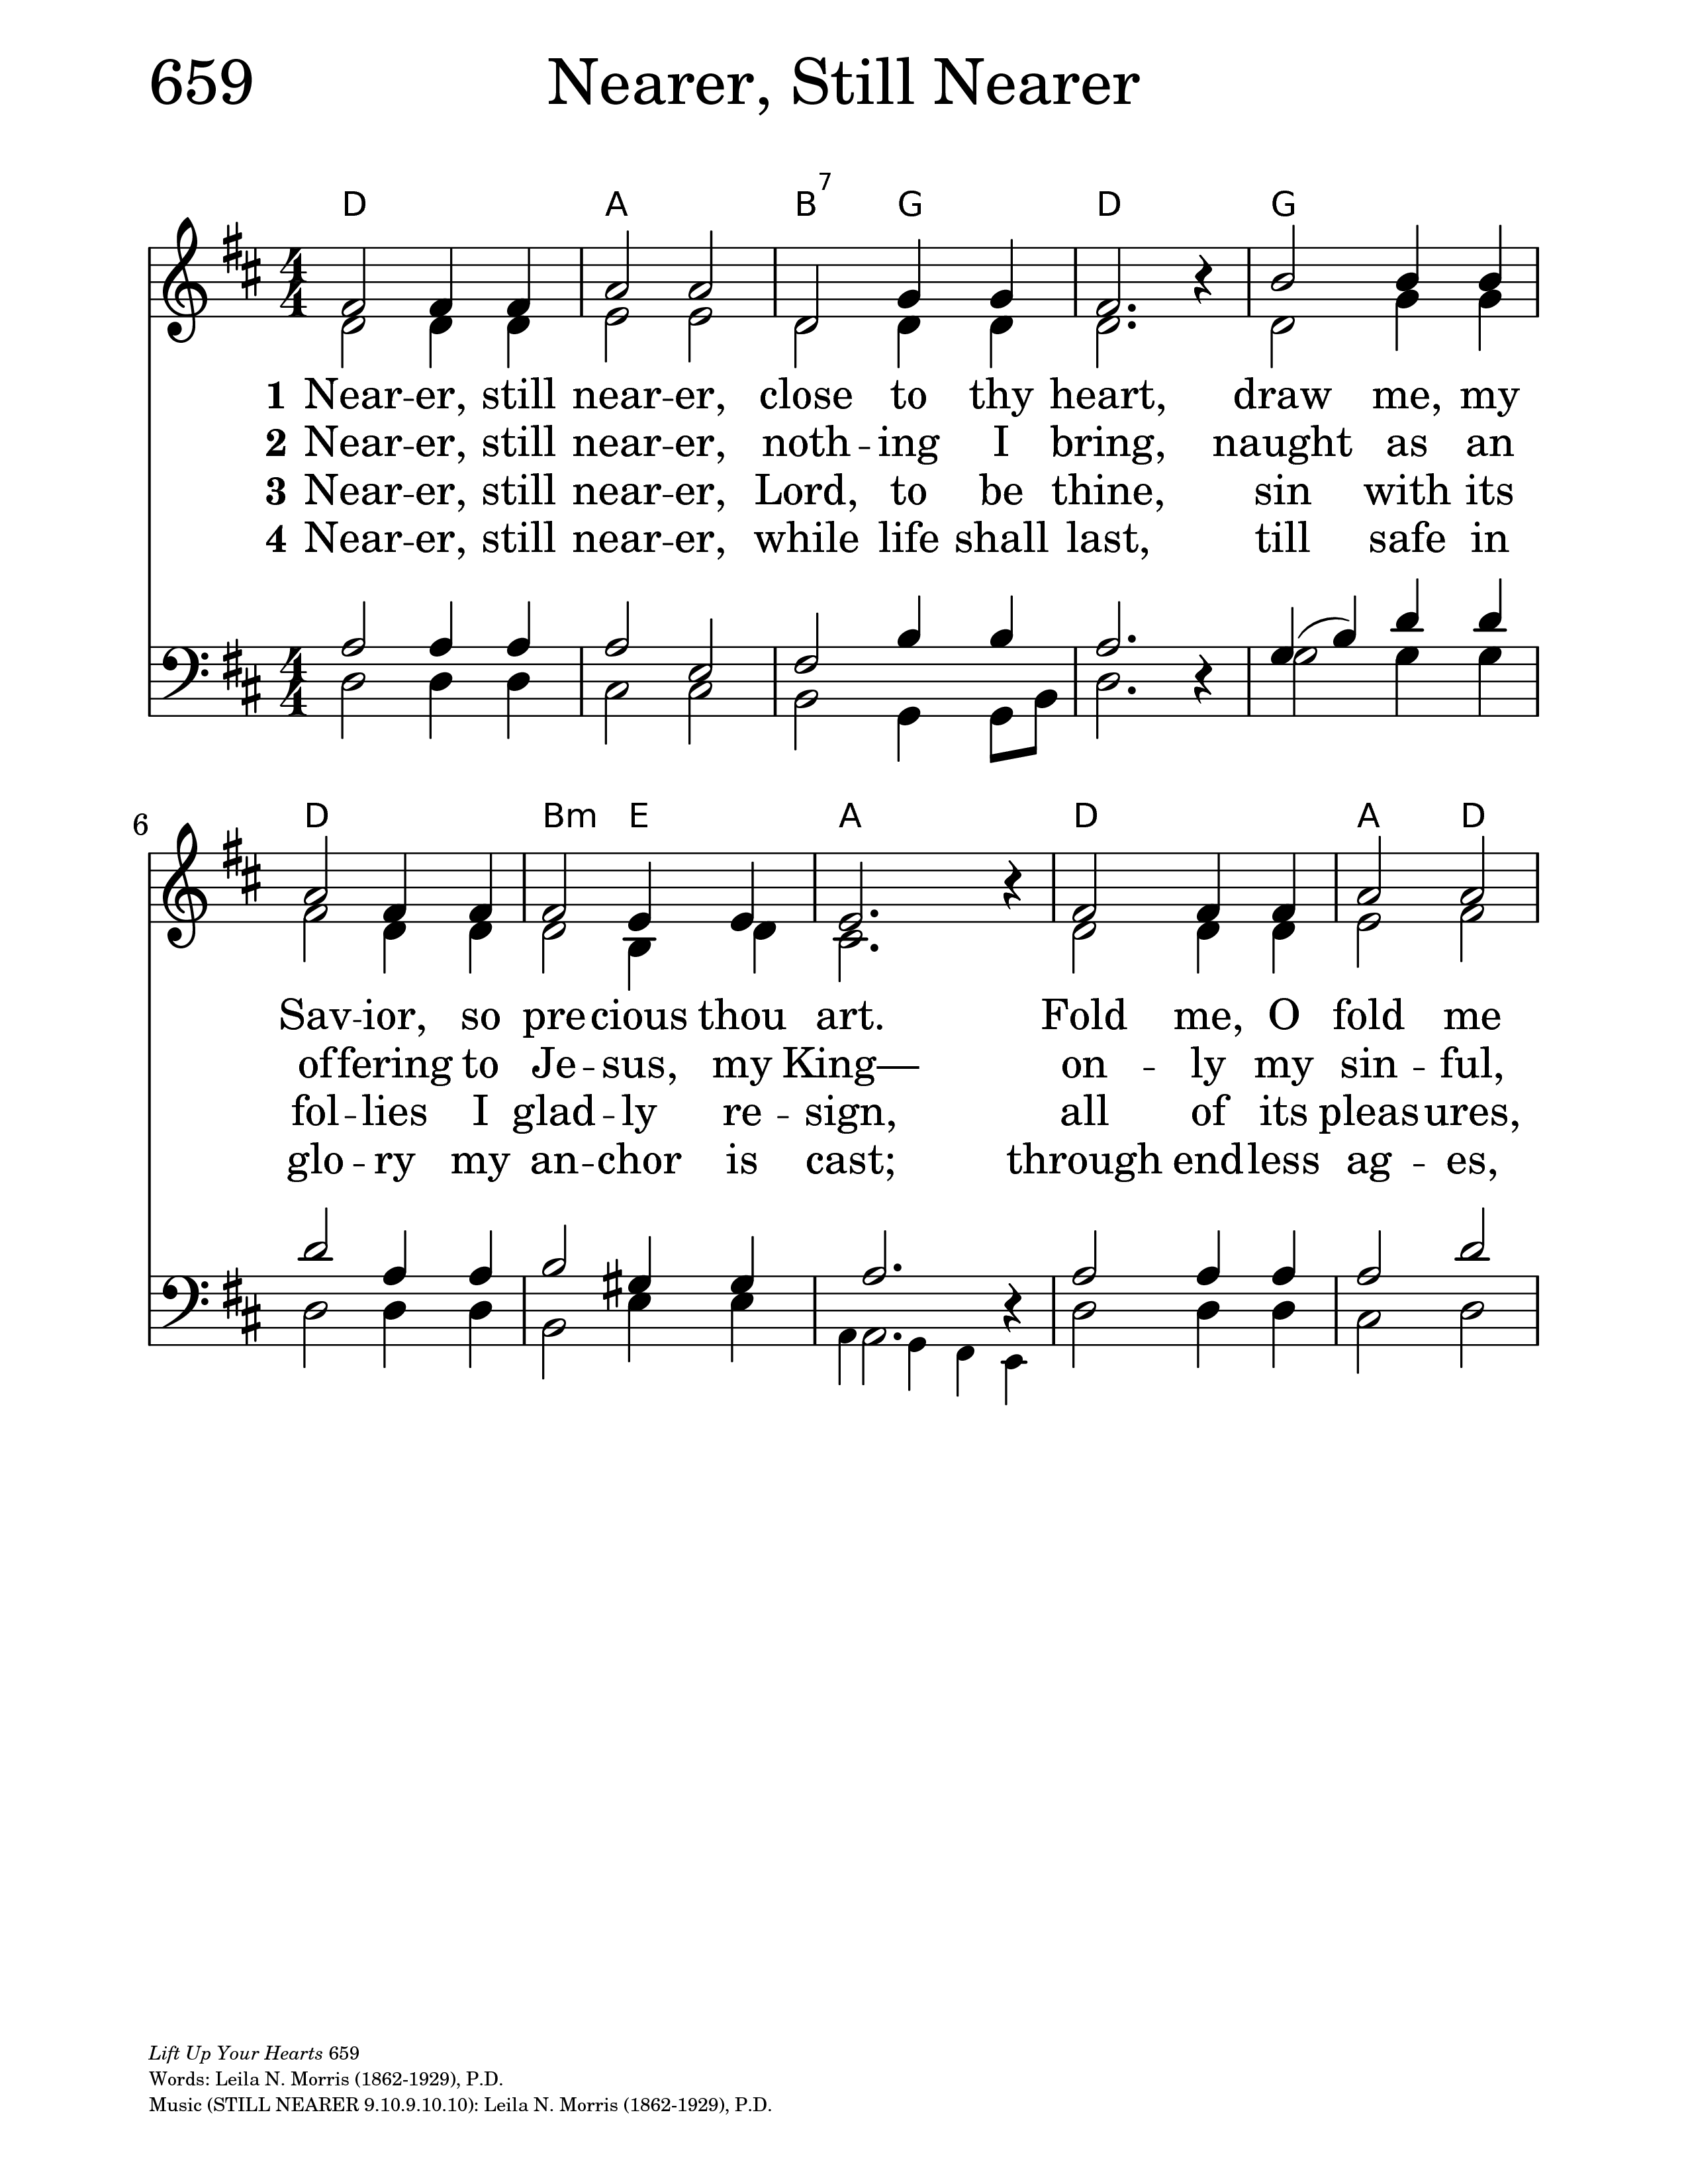 659 Nearer, Still Nearer
D A B7 G D G
4 4
1 Near -- er, still near -- er, close to thy heart, draw me, my
2 Near -- er, still near -- er, noth -- ing I bring, naught as an
3 Near -- er, still near -- er, Lord, to be thine, sin with its
4 Near -- er, still near -- er, while life shall last, till safe in
4 4
6 D Bm E A D A D
Sav -- ior, so precious thou art. Fold me, O fold me
offering to Je -- sus, my King— on -- ly my sin -- ful,
fol -- lies I glad -- ly re -- sign, all of its pleasures,
glo -- ry my an -- chor is cast; through endless ag -- es,
Lift Up Your Hearts 659
Words: Leila N. Morris (1862-1929), P.D.
Music (STILL NEARER 9.10.9.10.10): Leila N. Morris (1862-1929), P.D.